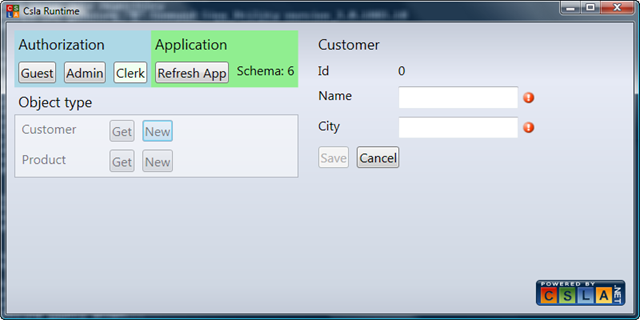 Csla Runtime
Authorization
Guest Admin Clerk
Application
Refresh App Schema: 6
Object type
Customer Get New
Product Get New
Customer
Id 0
Name
City
Save Cancel
POWERED BY
CSLA .NET